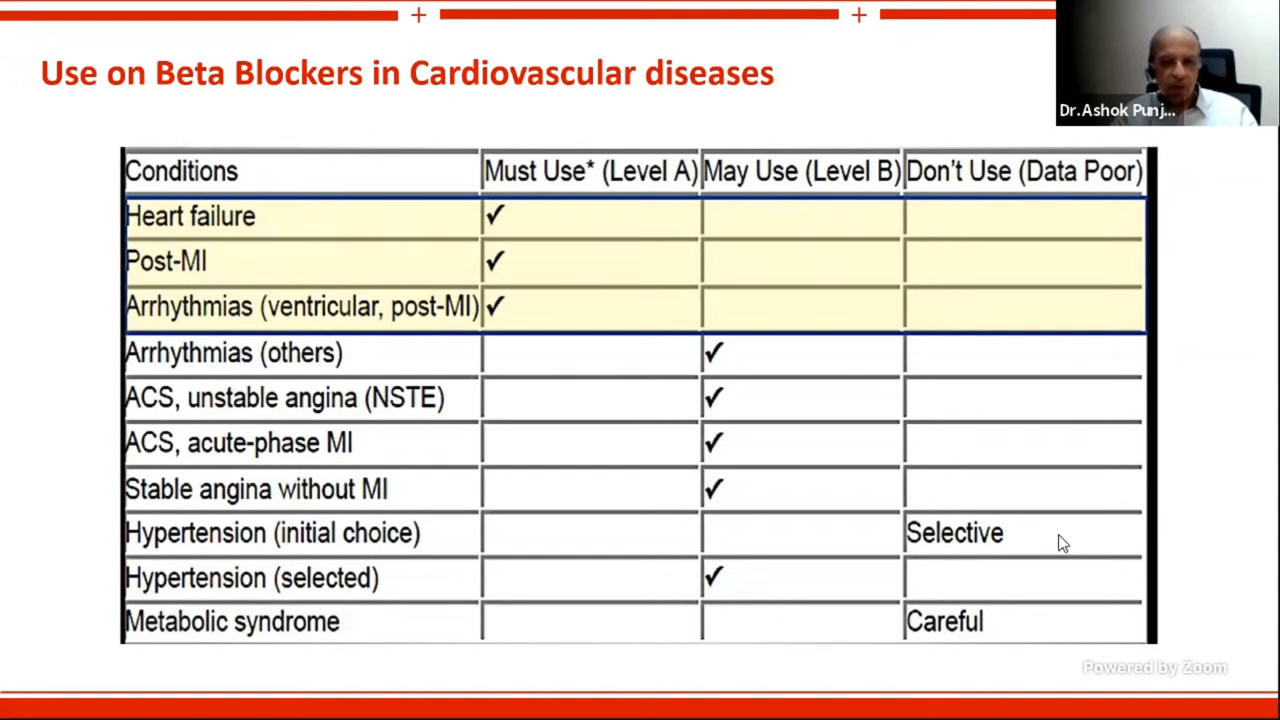 Use on Beta Blockers in Cardiovascular diseases
Dr.Ashok Punj...
Conditions Must Use* (Level A) May Use (Level B) Don't Use (Data Poor)
Heart failure ✓
Post-MI ✓
Arrhythmias (ventricular, post-MI) ✓
Arrhythmias (others) ✓
ACS, unstable angina (NSTE) ✓
ACS, acute-phase MI ✓
Stable angina without MI ✓
Hypertension (initial choice) Selective
Hypertension (selected) ✓
Metabolic syndrome Careful
Powered by Zoom